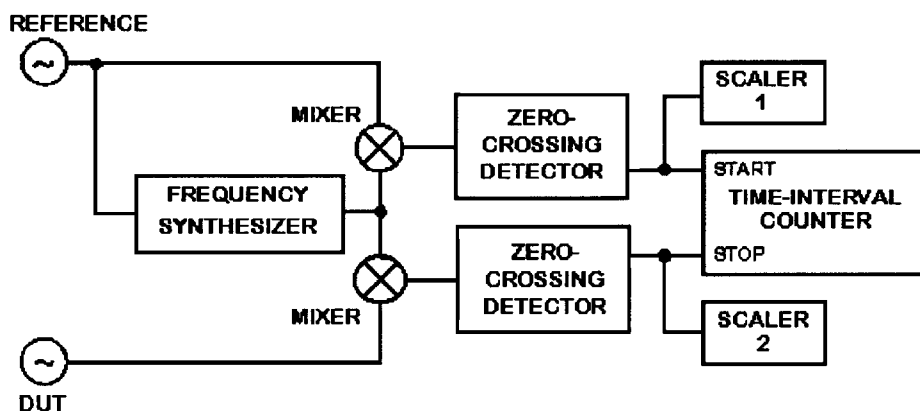 REFERENCE
MIXER
ZERO-
CROSSING
DETECTOR
SCALER
1
FREQUENCY
SYNTHESIZER
START
TIME-INTERVAL
COUNTER
STOP
ZERO-
CROSSING
DETECTOR
MIXER
SCALER
2
DUT